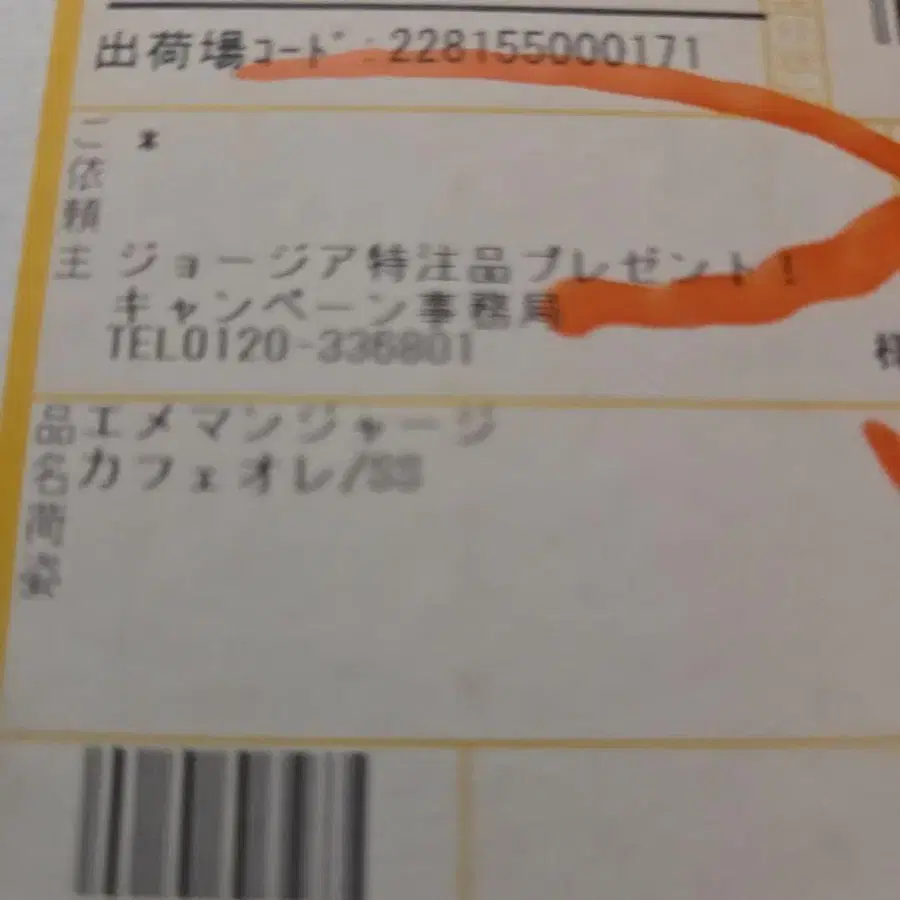 出荷場ｺｰﾄﾞ:228155000171
ご依頼主
*
ジョージア特注品プレゼント!
キャンペーン事務局
TEL0120-336801
様
品名
エメマンジャージ
カフェオレ/SS